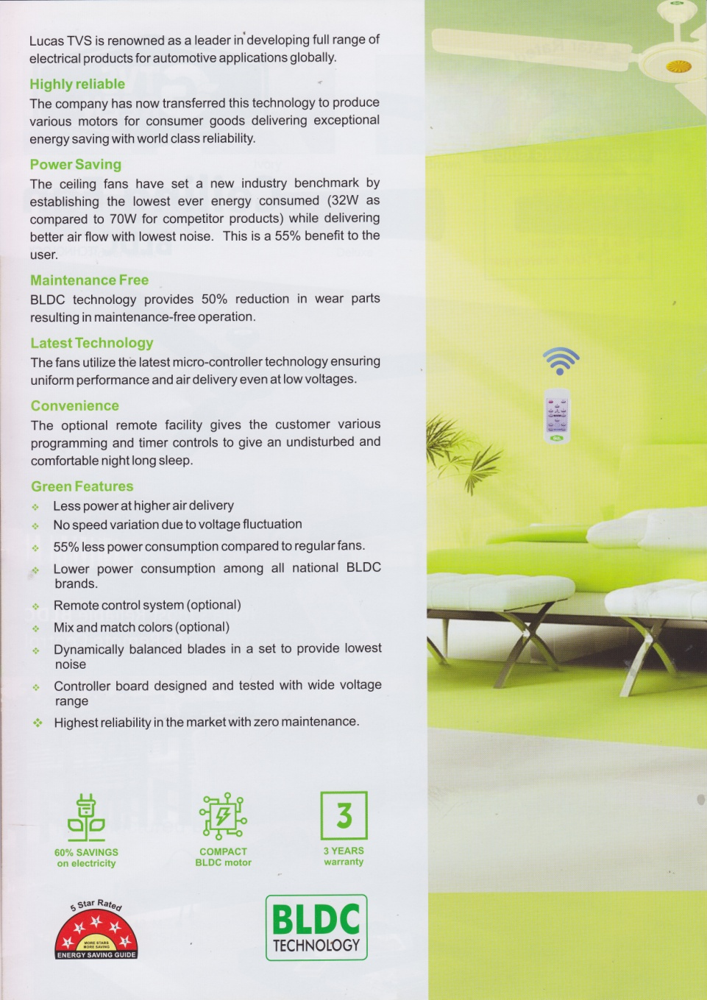 Lucas TVS is renowned as a leader in developing full range of
electrical products for automotive applications globally.
Highly reliable
The company has now transferred this technology to produce
various motors for consumer goods delivering exceptional
energy saving with world class reliability.
Power Saving
The ceiling fans have set a new industry benchmark by
establishing the lowest ever energy consumed (32W as
compared to 70W for competitor products) while delivering
better air flow with lowest noise. This is a 55% benefit to the
user.
Maintenance Free
BLDC technology provides 50% reduction in wear parts
resulting in maintenance-free operation.
Latest Technology
The fans utilize the latest micro-controller technology ensuring
uniform performance and air delivery even at low voltages.
Convenience
The optional remote facility gives the customer various
programming and timer controls to give an undisturbed and
comfortable night long sleep.
Green Features
Less power at higher air delivery
No speed variation due to voltage fluctuation
55% less power consumption compared to regular fans.
Lower power consumption among all national BLDC
brands.
Remote control system (optional)
Mix and match colors (optional)
Dynamically balanced blades in a set to provide lowest
noise
Controller board designed and tested with wide voltage
range
Highest reliability in the market with zero maintenance.
3
60% SAVINGS
on electricity
COMPACT
BLDC motor
3 YEARS
warranty
5 Star Rated
MORE STARS
MORE SAVING
ENERGY SAVING GUIDE
BLDC
TECHNOLOGY